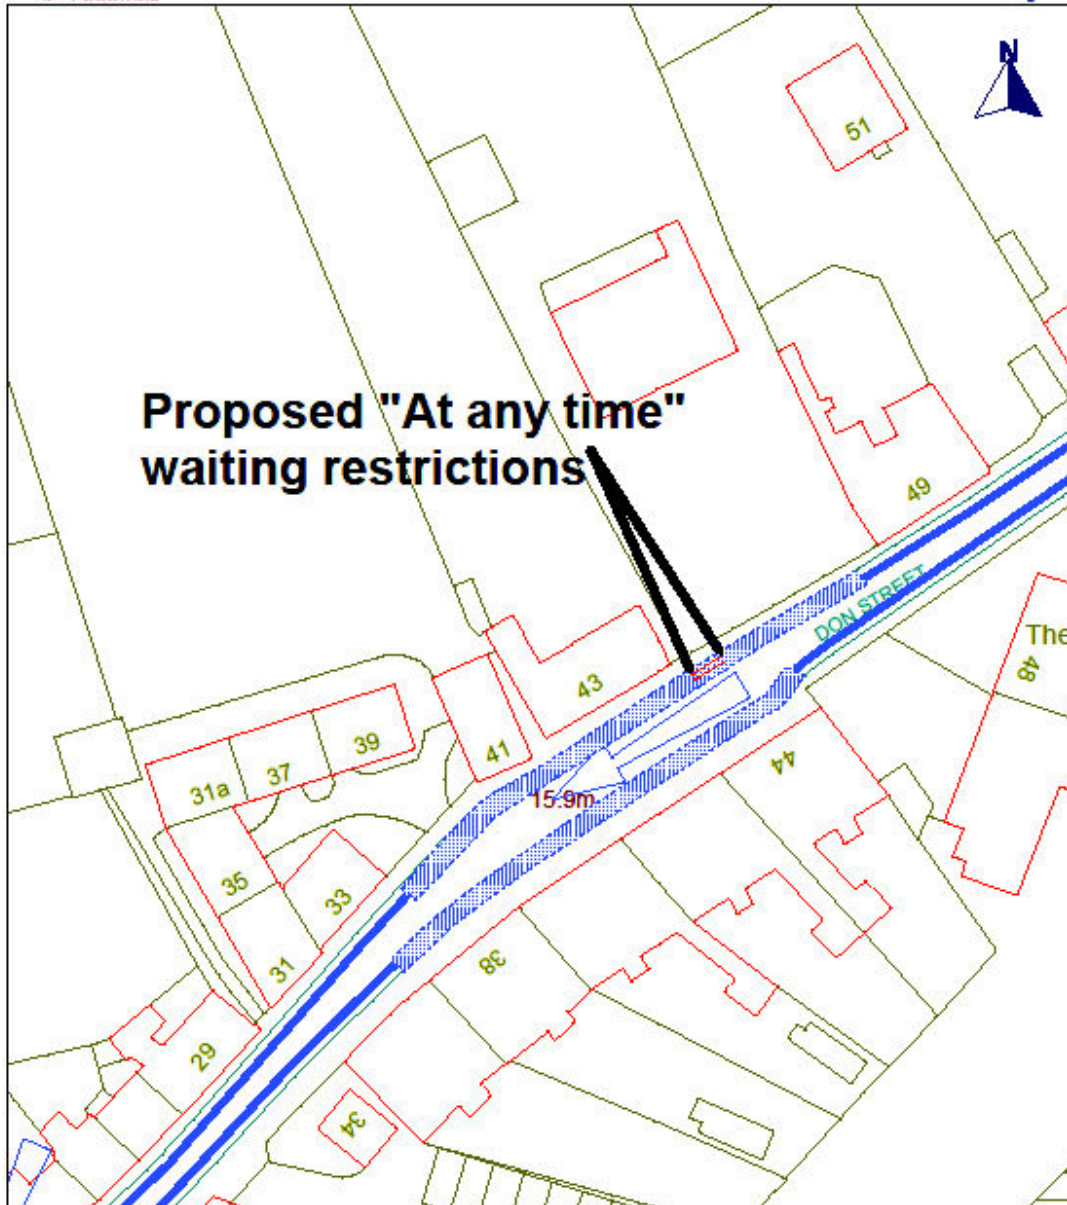 N
51
Proposed "At any time"
waiting restrictions
49
DON STREET
The
48
43
39
41
37
31a
44
15.9m
35
33
38
31
29
34